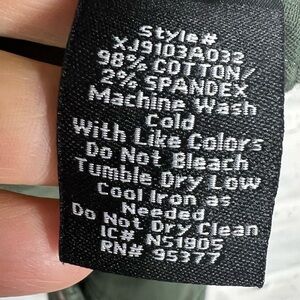 Style#
XJ9103A032
98% COTTON/
2% SPANDEX
Machine Wash
Cold
With Like Colors
Do Not Bleach
Tumble Dry Low
Cool Iron as
Needed
Do Not Dry Clean
IC# N51905
RN# 95377